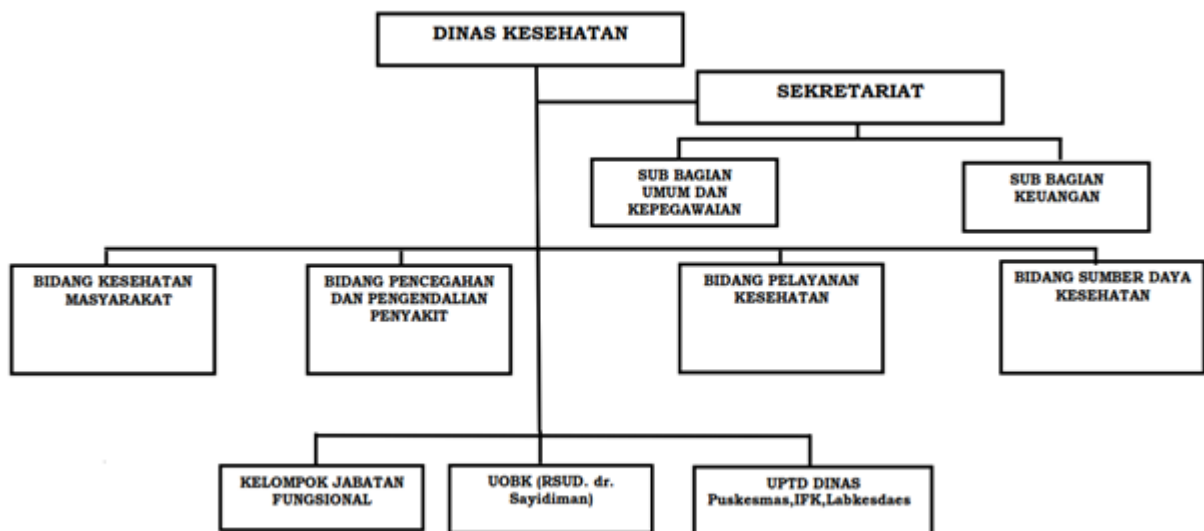 DINAS KESEHATAN
SEKRETARIAT
SUB BAGIAN
UMUM DAN
KEPEGAWAIAN
SUB BAGIAN
KEUANGAN
BIDANG KESEHATAN
MASYARAKAT
BIDANG PENCEGAHAN
DAN PENGENDALIAN
PENYAKIT
BIDANG PELAYANAN
KESEHATAN
BIDANG SUMBER DAYA
KESEHATAN
KELOMPOK JABATAN
FUNGSIONAL
UOBK (RSUD. dr.
Sayidiman)
UPTD DINAS
Puskesmas,IFK,Labkesdaes